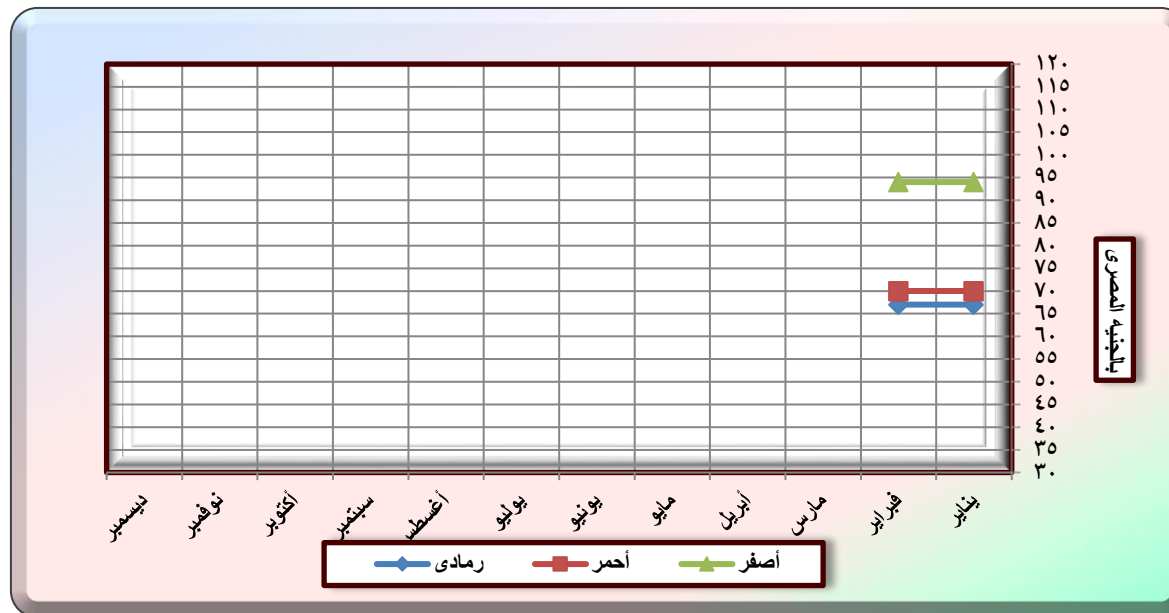 ١٢٠
١١٥
١١٠
١٠٥
١٠٠
٩٥
٩٠
٨٥
٨٠
٧٥
٧٠
٦٥
٦٠
٥٥
٥٠
٤٥
٤٠
٣٥
٣٠
بالجنيه المصرى
يناير
فبراير
مارس
أبريل
مايو
يونيو
يوليو
أغسطس
سبتمبر
أكتوبر
نوفمبر
ديسمبر
أصفر أحمر رمادى